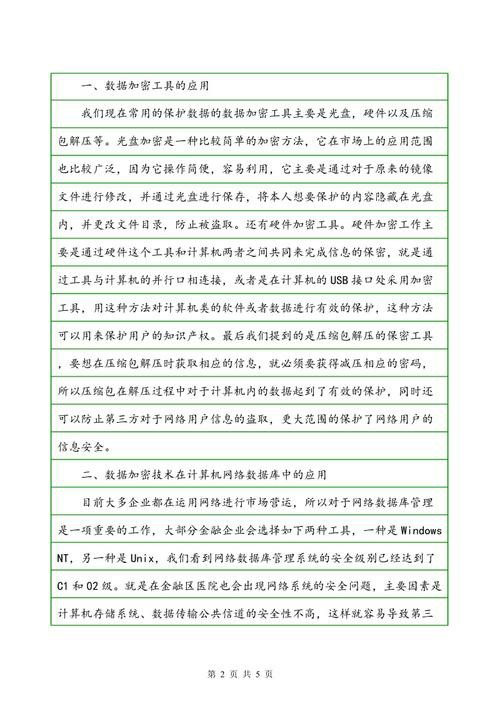 一、数据加密工具的应用
我们现在常用的保护数据的数据加密工具主要是光盘，硬件以及压缩
包解压等。光盘加密是一种比较简单的加密方法，它在市场上的应用范围
也比较广泛，因为它操作简便，容易利用，它主要是通过对于原来的镜像
文件进行修改，并通过光盘进行保存，将本人想要保护的内容隐藏在光盘
内，并更改文件目录，防止被盗取。还有硬件加密工具。硬件加密工作主
要是通过硬件这个工具和计算机两者之间共同来完成信息的保密，就是通
过工具与计算机的并行口相连接，或者是在计算机的USB接口处采用加密
工具，用这种方法对计算机类的软件或者数据进行有效的保护，这种方法
可以用来保护用户的知识产权。最后我们提到的是压缩包解压的保密工具
，要想在压缩包解压时获取相应的信息，就必须要获得减压相应的密码，
所以压缩包在解压过程中对于计算机内的数据起到了有效的保护，同时还
可以防止第三方对于网络用户信息的盗取，更大范围的保护了网络用户的
信息安全。
二、数据加密技术在计算机网络数据库中的应用
目前大多企业都在运用网络进行市场营运，所以对于网络数据库管理
是一项重要的工作，大部分金融企业会选择如下两种工具，一种是Windows
NT，另一种是Unix，我们看到网络数据库管理系统的安全级别已经达到了
C1和O2级。就是在金融区医院也会出现网络系统的安全问题，主要因素是
计算机存储系统、数据传输公共信道的安全性不高，这样就容易导致第三
第 2 页 共 5 页